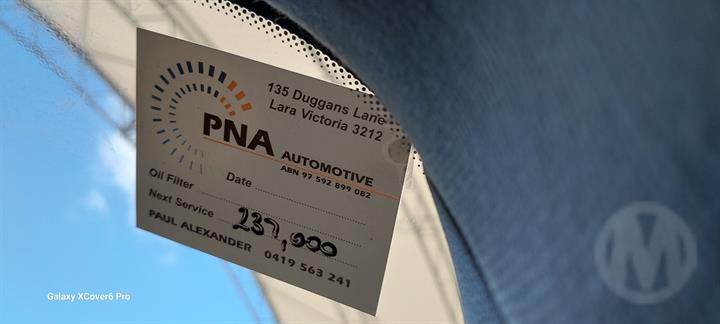 135 Duggans Lane
Lara Victoria 3212
PNA AUTOMOTIVE
ABN 97 592 899 082
Oil Filter Date
Next Service 237,000
PAUL ALEXANDER 0419 563 241
Galaxy XCover6 Pro
M